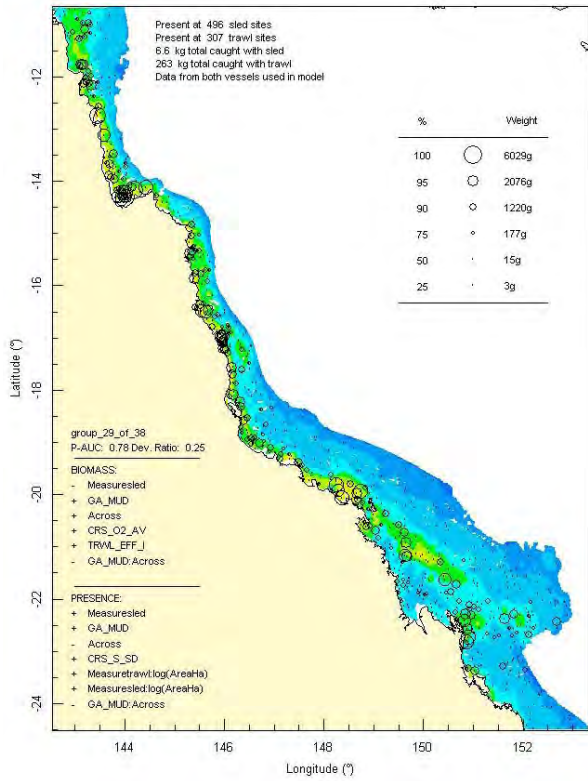 Present at 496 sled sites
Present at 307 trawl sites
6.6 kg total caught with sled
263 kg total caught with trawl
Data from both vessels used in model
% Weight
100 6029g
95 2076g
90 1220g
75 177g
50 15g
25 3g
-12
-14
-16
-18
-20
-22
-24
Latitude (°)
group_29_of_38
P-AUC: 0.78 Dev. Ratio: 0.25
BIOMASS:
- Measuresled
+ GA_MUD
+ Across
+ CRS_O2_AV
+ TRWL_EFF_I
- GA_MUD:Across
PRESENCE:
+ Measuresled
+ GA_MUD
- Across
+ CRS_S_SD
+ Measuretrawl:log(AreaHa)
+ Measuresled:log(AreaHa)
- GA_MUD:Across
144 146 148 150 152
Longitude (°)